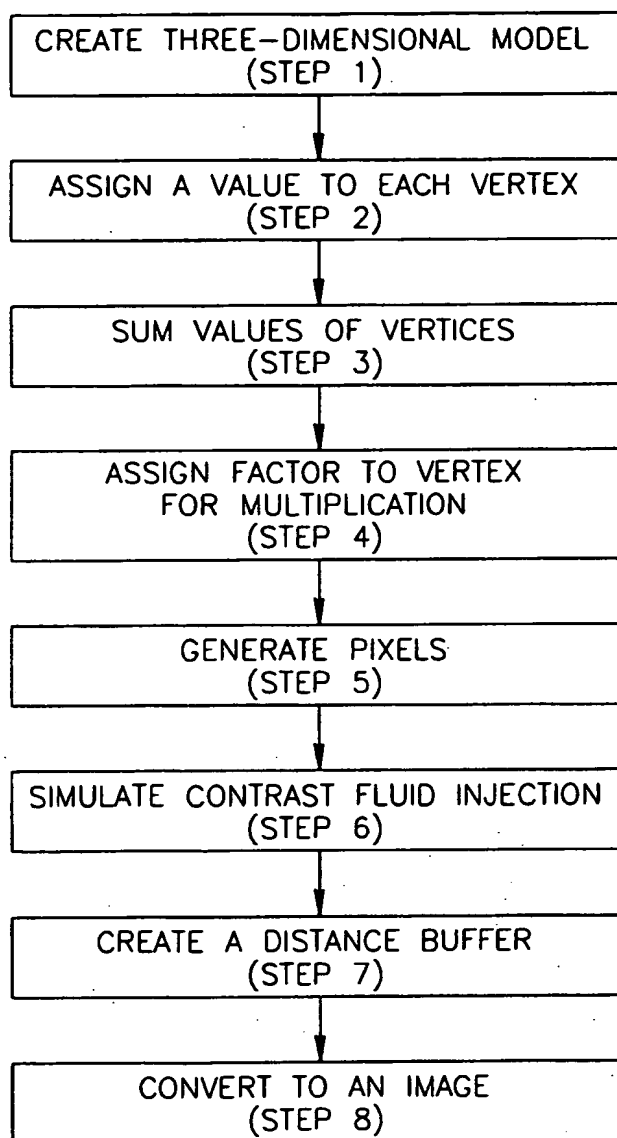 CREATE THREE-DIMENSIONAL MODEL
(STEP 1)
ASSIGN A VALUE TO EACH VERTEX
(STEP 2)
SUM VALUES OF VERTICES
(STEP 3)
ASSIGN FACTOR TO VERTEX
FOR MULTIPLICATION
(STEP 4)
GENERATE PIXELS
(STEP 5)
SIMULATE CONTRAST FLUID INJECTION
(STEP 6)
CREATE A DISTANCE BUFFER
(STEP 7)
CONVERT TO AN IMAGE
(STEP 8)